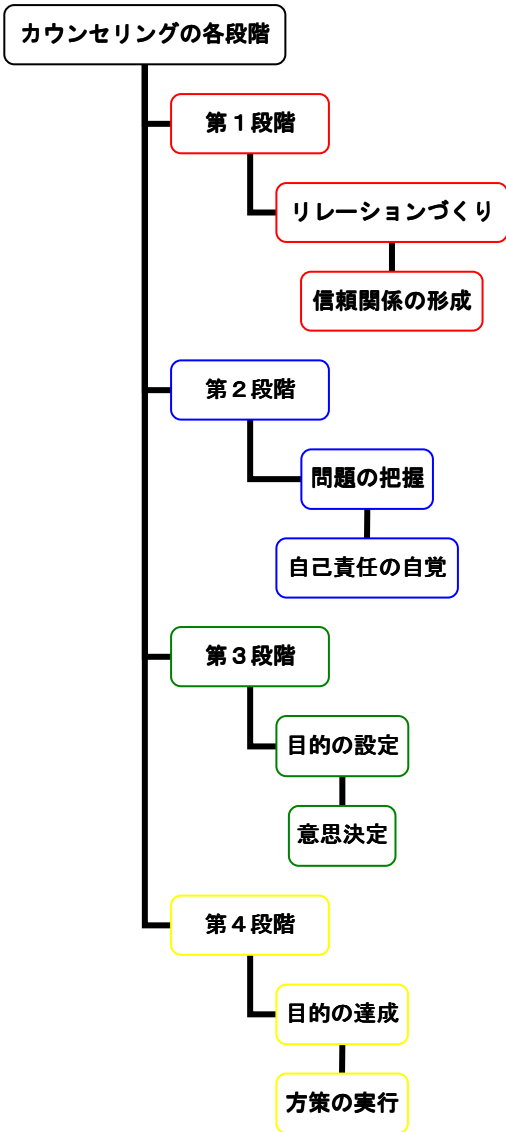 カウンセリングの各段階
第１段階
リレーションづくり
信頼関係の形成
第２段階
問題の把握
自己責任の自覚
第３段階
目的の設定
意思決定
第４段階
目的の達成
方策の実行